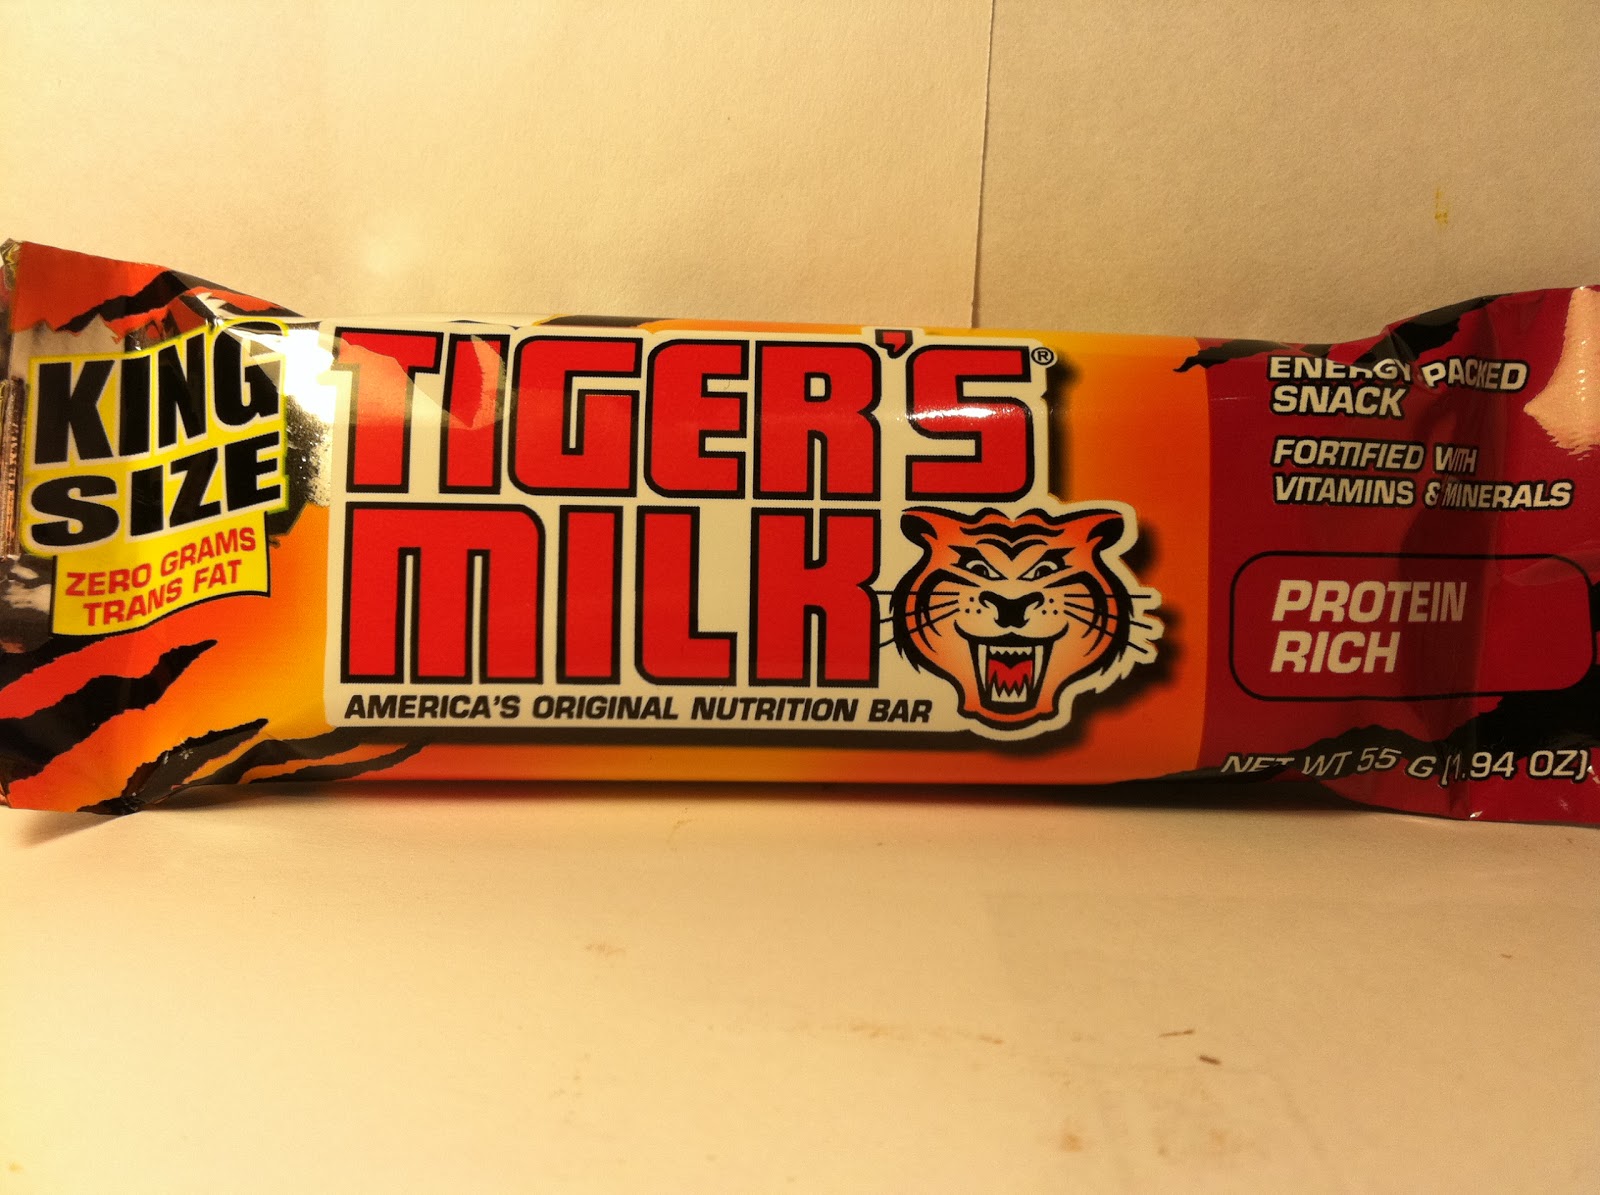 KING
SIZE
ZERO GRAMS
TRANS FAT
TIGER'S®
MILK
AMERICA'S ORIGINAL NUTRITION BAR
ENERGY PACKED
SNACK
FORTIFIED WITH
VITAMINS & MINERALS
PROTEIN
RICH
NET WT 55 G (1.94 OZ)